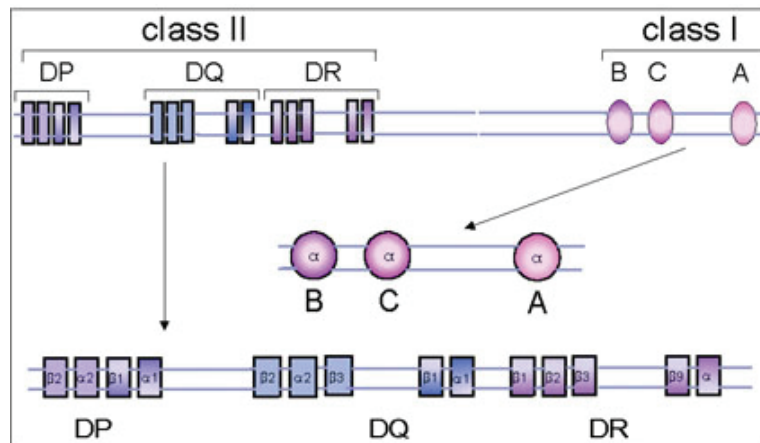 class II class I
DP DQ DR B C A
α α α
B C A
β2 α2 β1 α1 β2 α2 β3 β1 α1 β1 β2 β3 β9 α
DP DQ DR